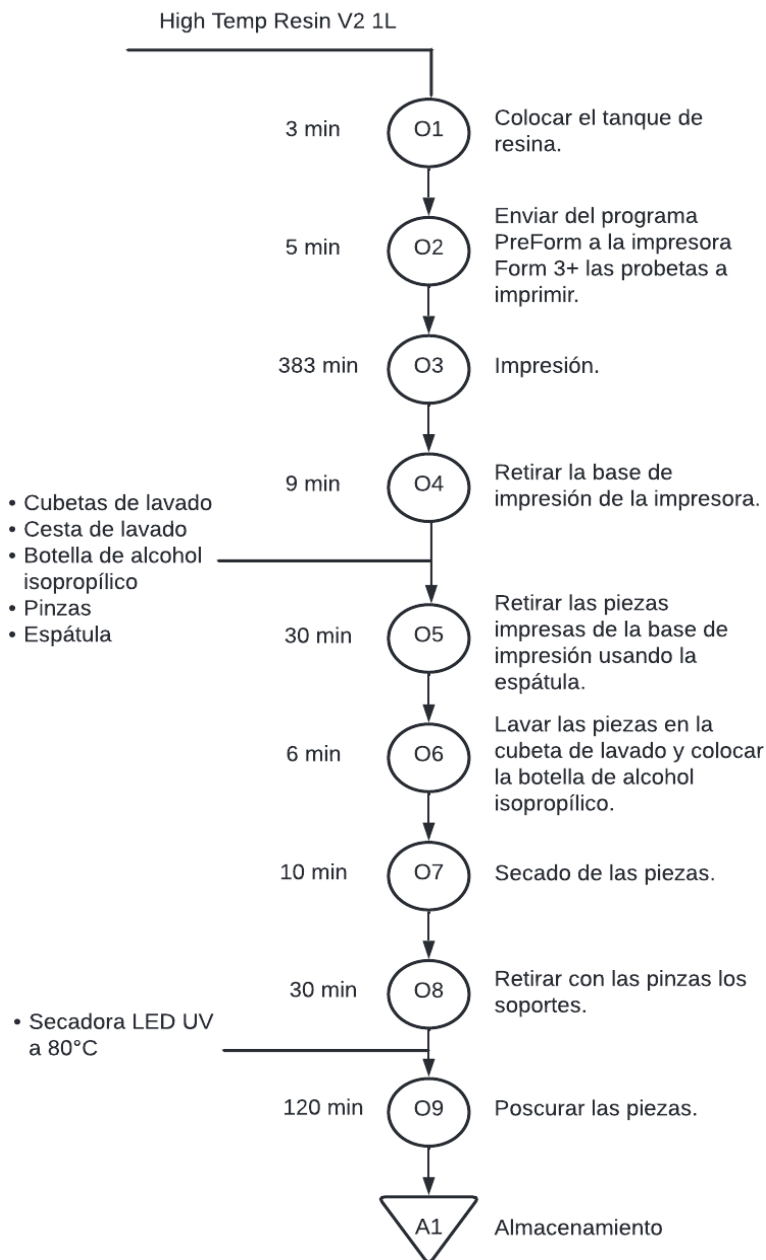 High Temp Resin V2 1L
3 min
O1
Colocar el tanque de
resina.
5 min
O2
Enviar del programa
PreForm a la impresora
Form 3+ las probetas a
imprimir.
383 min
O3
Impresión.
9 min
O4
Retirar la base de
impresión de la impresora.
• Cubetas de lavado
• Cesta de lavado
• Botella de alcohol
isopropílico
• Pinzas
• Espátula
30 min
O5
Retirar las piezas
impresas de la base de
impresión usando la
espátula.
6 min
O6
Lavar las piezas en la
cubeta de lavado y colocar
la botella de alcohol
isopropílico.
10 min
O7
Secado de las piezas.
30 min
O8
Retirar con las pinzas los
soportes.
• Secadora LED UV
a 80°C
120 min
O9
Poscurar las piezas.
A1
Almacenamiento